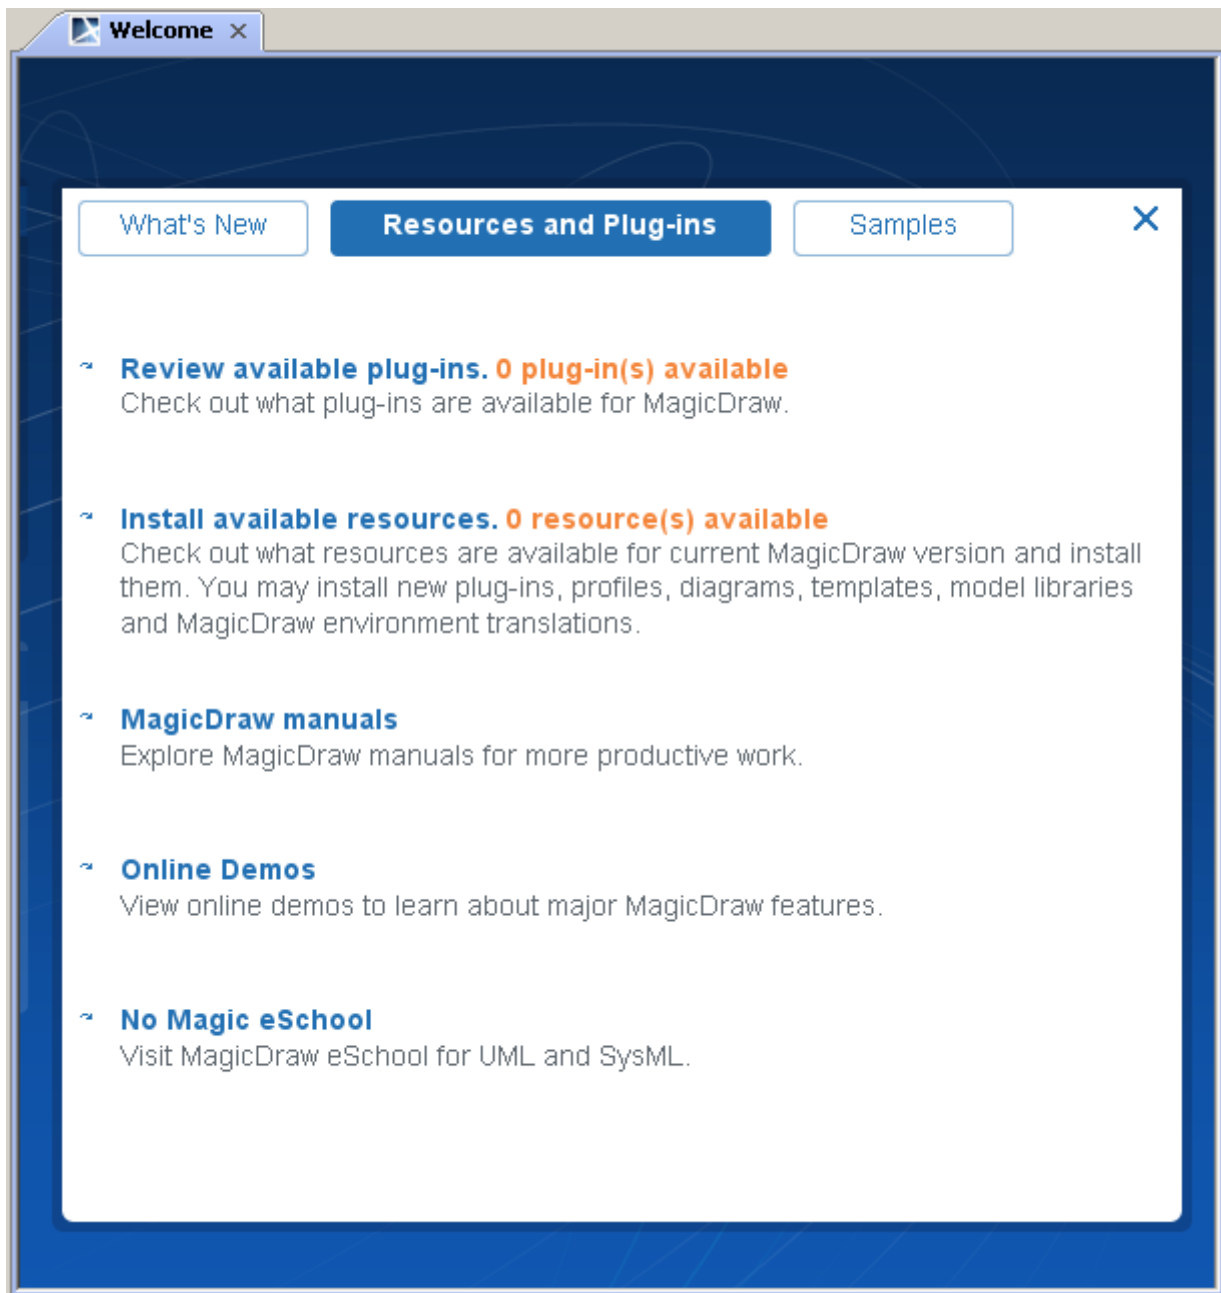 Welcome
What's New
Resources and Plug-ins
Samples
Review available plug-ins. 0 plug-in(s) available
Check out what plug-ins are available for MagicDraw.
Install available resources. 0 resource(s) available
Check out what resources are available for current MagicDraw version and install
them. You may install new plug-ins, profiles, diagrams, templates, model libraries
and MagicDraw environment translations.
MagicDraw manuals
Explore MagicDraw manuals for more productive work.
Online Demos
View online demos to learn about major MagicDraw features.
No Magic eSchool
Visit MagicDraw eSchool for UML and SysML.